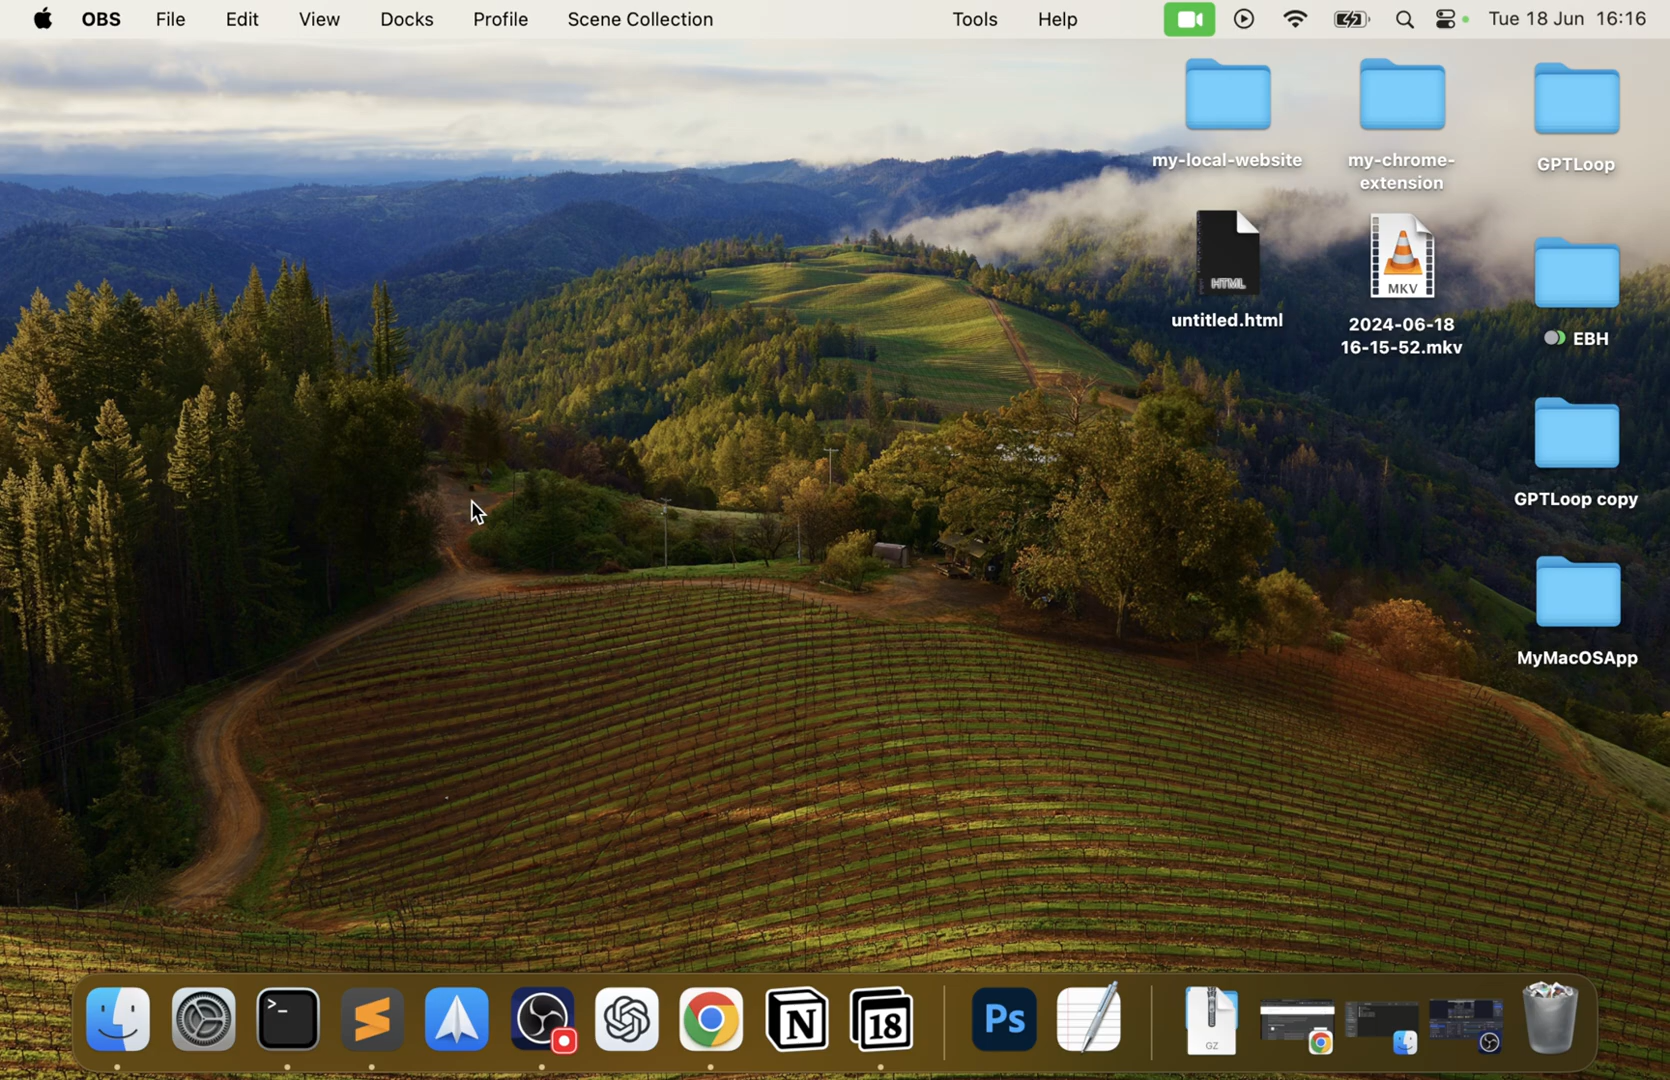 OBS File Edit View Docks Profile Scene Collection Tools Help Tue 18 Jun 16:16
my-local-website
my-chrome-
extension
GPTLoop
HTML
untitled.html
MKV
2024-06-18
16-15-52.mkv
EBH
GPTLoop copy
MyMacOSApp
>_
N
18
Ps
GZ